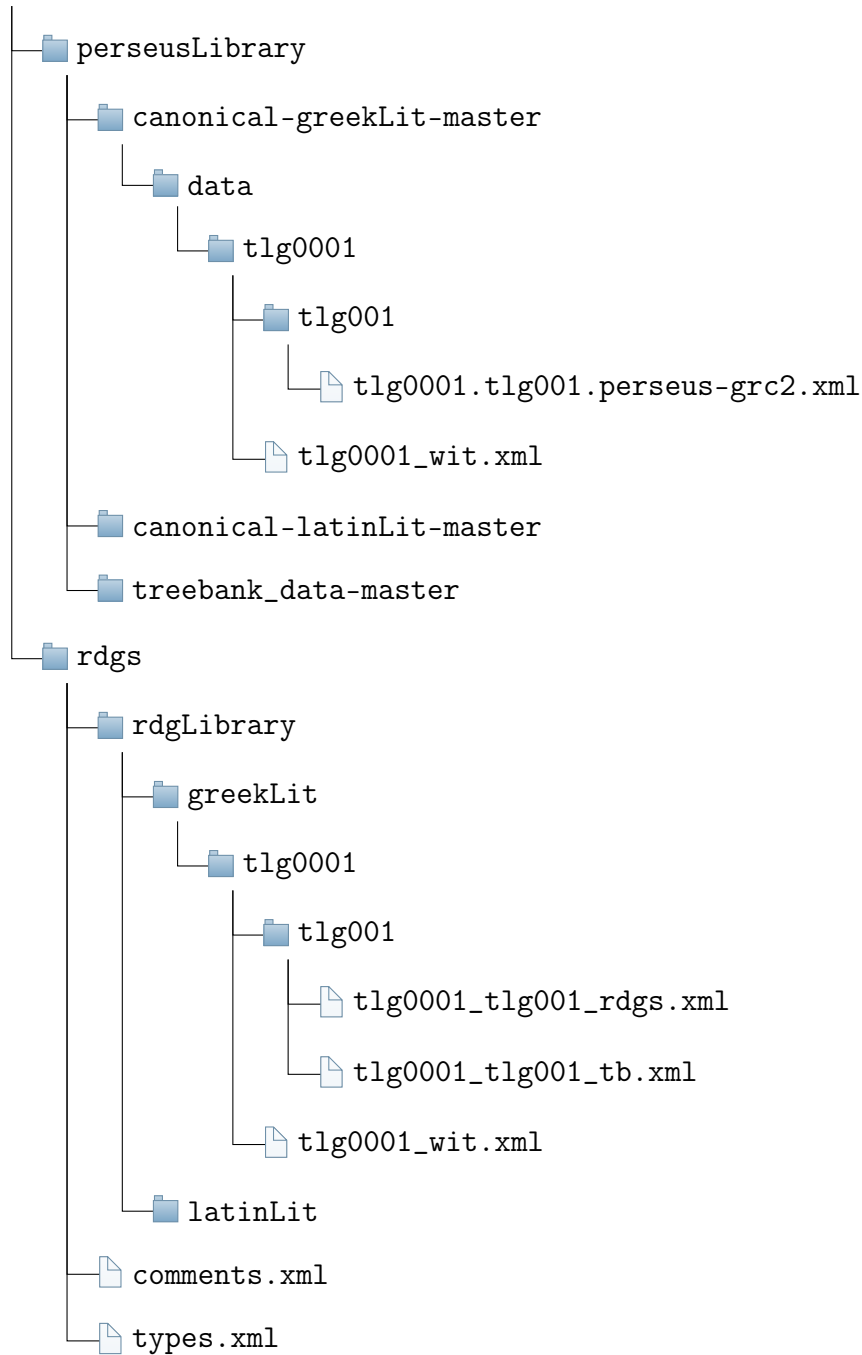 perseusLibrary
canonical-greekLit-master
data
tlg0001
tlg001
tlg0001.tlg001.perseus-grc2.xml
tlg0001_wit.xml
canonical-latinLit-master
treebank_data-master
rdgs
rdgLibrary
greekLit
tlg0001
tlg001
tlg0001_tlg001_rdgs.xml
tlg0001_tlg001_tb.xml
tlg0001_wit.xml
latinLit
comments.xml
types.xml